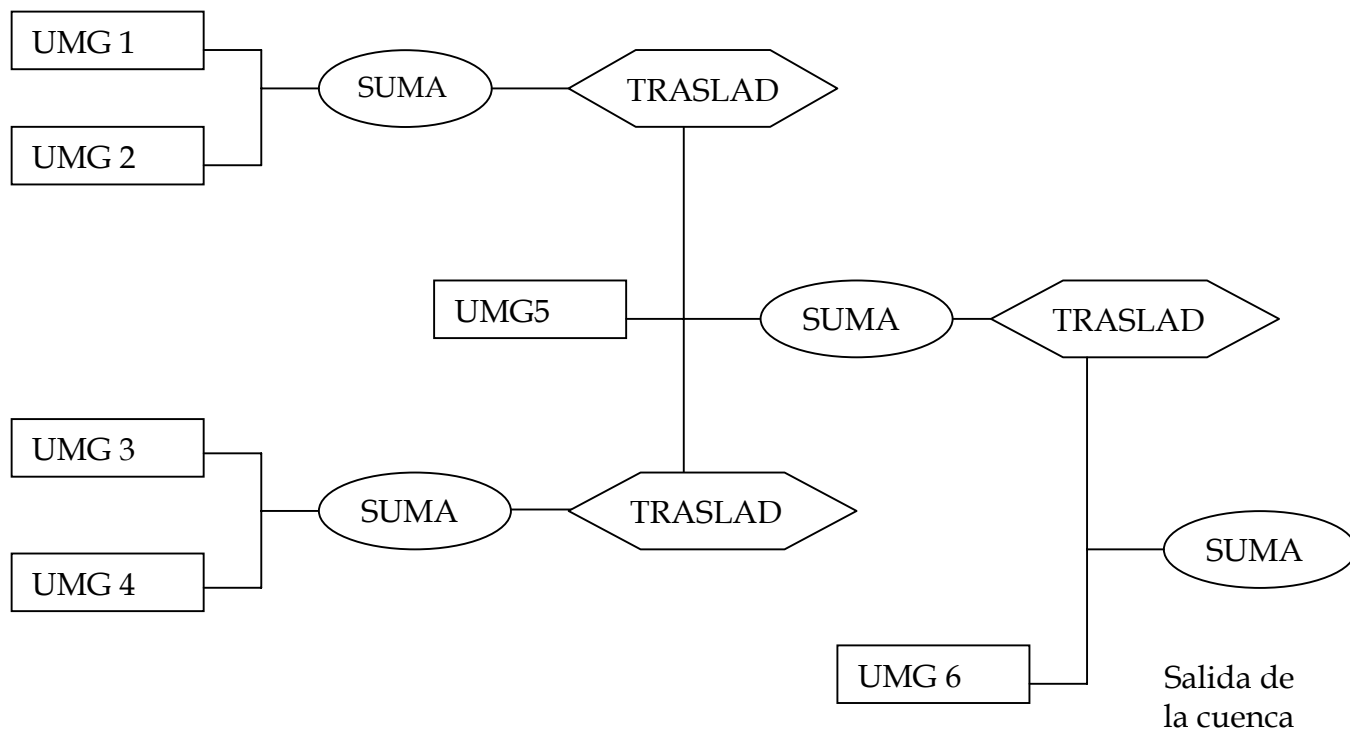 UMG 1
SUMA
TRASLAD
UMG 2
UMG5
SUMA
TRASLAD
UMG 3
SUMA
TRASLAD
UMG 4
SUMA
UMG 6
Salida de
la cuenca